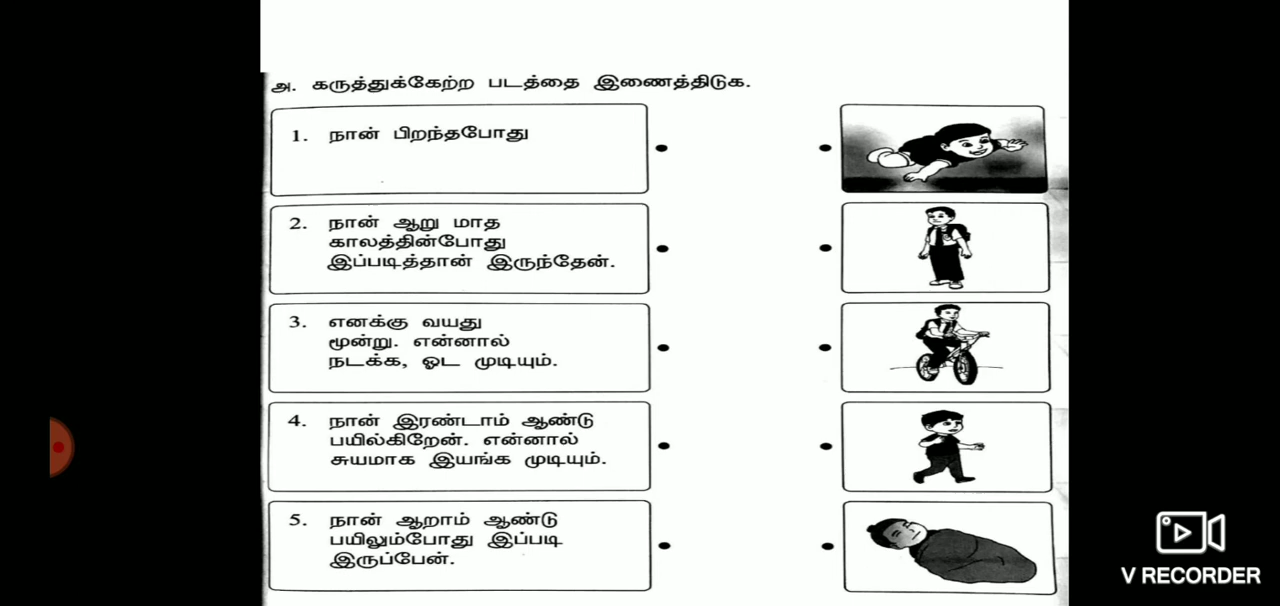 அ. கருத்துக்கேற்ற படத்தை இணைத்திடுக.
1. நான் பிறந்தபோது
2. நான் ஆறு மாத
காலத்தின்போது
இப்படித்தான் இருந்தேன்.
3. எனக்கு வயது
மூன்று. என்னால்
நடக்க, ஓட முடியும்.
4. நான் இரண்டாம் ஆண்டு
பயில்கிறேன். என்னால்
சுயமாக இயங்க முடியும்.
5. நான் ஆறாம் ஆண்டு
பயிலும்போது இப்படி
இருப்பேன்.
V RECORDER